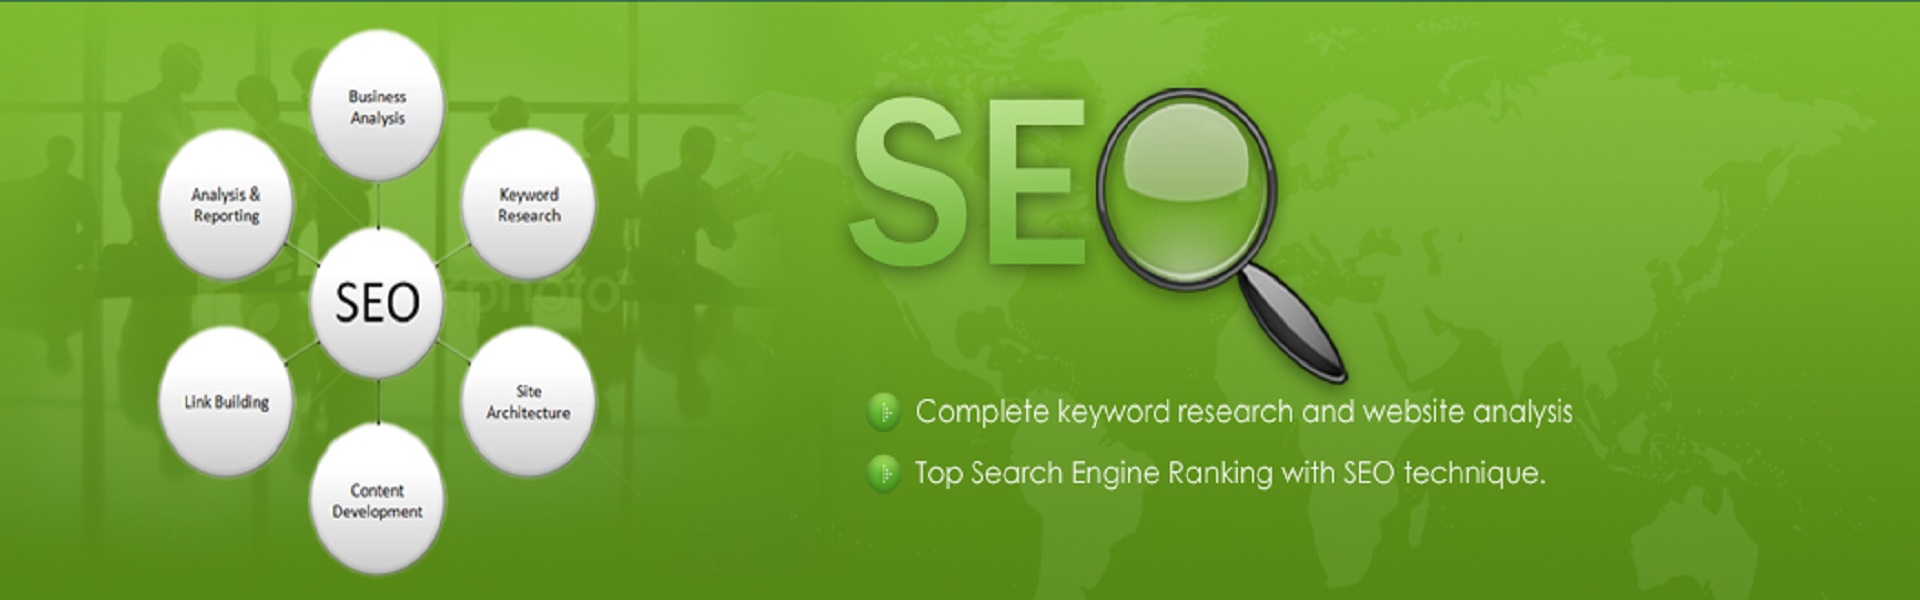 Business
Analysis
Analysis &
Reporting
Keyword
Research
SEO
Link Building
Site
Architecture
Content
Development
SEO
Complete keyword research and website analysis
Top Search Engine Ranking with SEO technique.